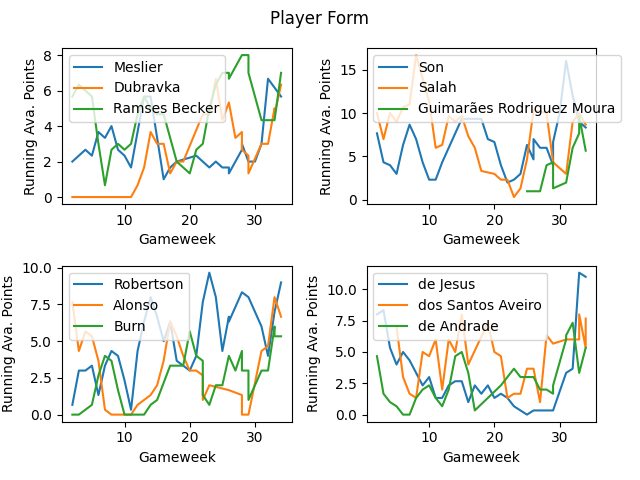 Player Form
8
6
4
2
0
Running Ava. Points
Meslier
Dubravka
Ramses Becker
10
20
30
Gameweek
15
10
5
0
Running Ava. Points
Son
Salah
Guimarães Rodriguez Moura
10
20
30
Gameweek
10.0
7.5
5.0
2.5
0.0
Running Ava. Points
Robertson
Alonso
Burn
10
20
30
Gameweek
10.0
7.5
5.0
2.5
0.0
Running Ava. Points
de Jesus
dos Santos Aveiro
de Andrade
10
20
30
Gameweek